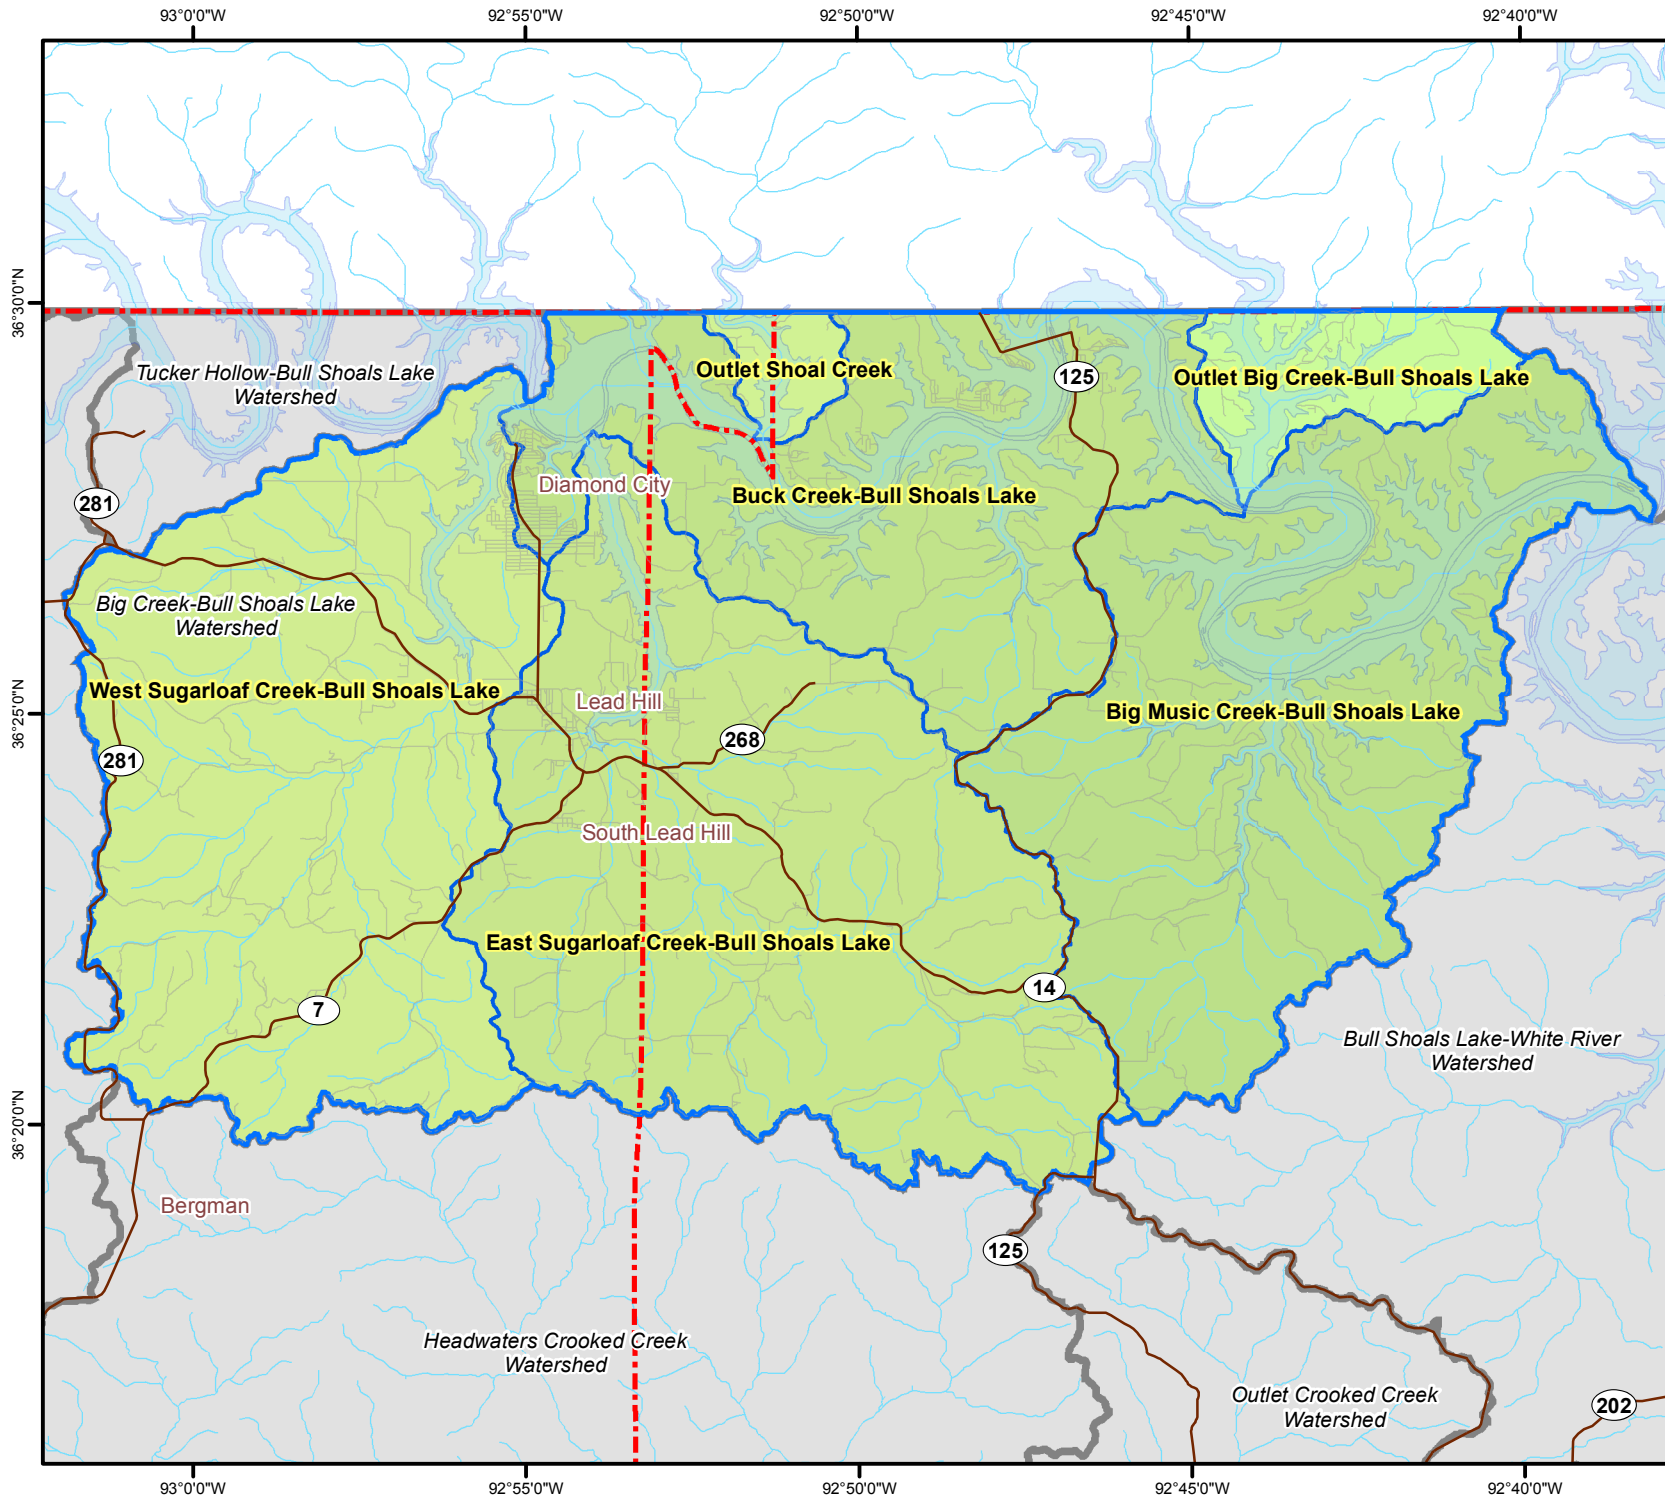 93°0'0"W
92°55'0"W
92°50'0"W
92°45'0"W
92°40'0"W
36°30'0"N
Tucker Hollow-Bull Shoals Lake
Watershed
Outlet Shoal Creek
125
Outlet Big Creek-Bull Shoals Lake
281
Diamond City
Buck Creek-Bull Shoals Lake
Big Creek-Bull Shoals Lake
Watershed
West Sugarloaf Creek-Bull Shoals Lake
36°25'0"N
Lead Hill
268
Big Music Creek-Bull Shoals Lake
281
South Lead Hill
East Sugarloaf Creek-Bull Shoals Lake
14
7
Bull Shoals Lake-White River
Watershed
36°20'0"N
Bergman
125
Headwaters Crooked Creek
Watershed
Outlet Crooked Creek
Watershed
202
93°0'0"W
92°55'0"W
92°50'0"W
92°45'0"W
92°40'0"W